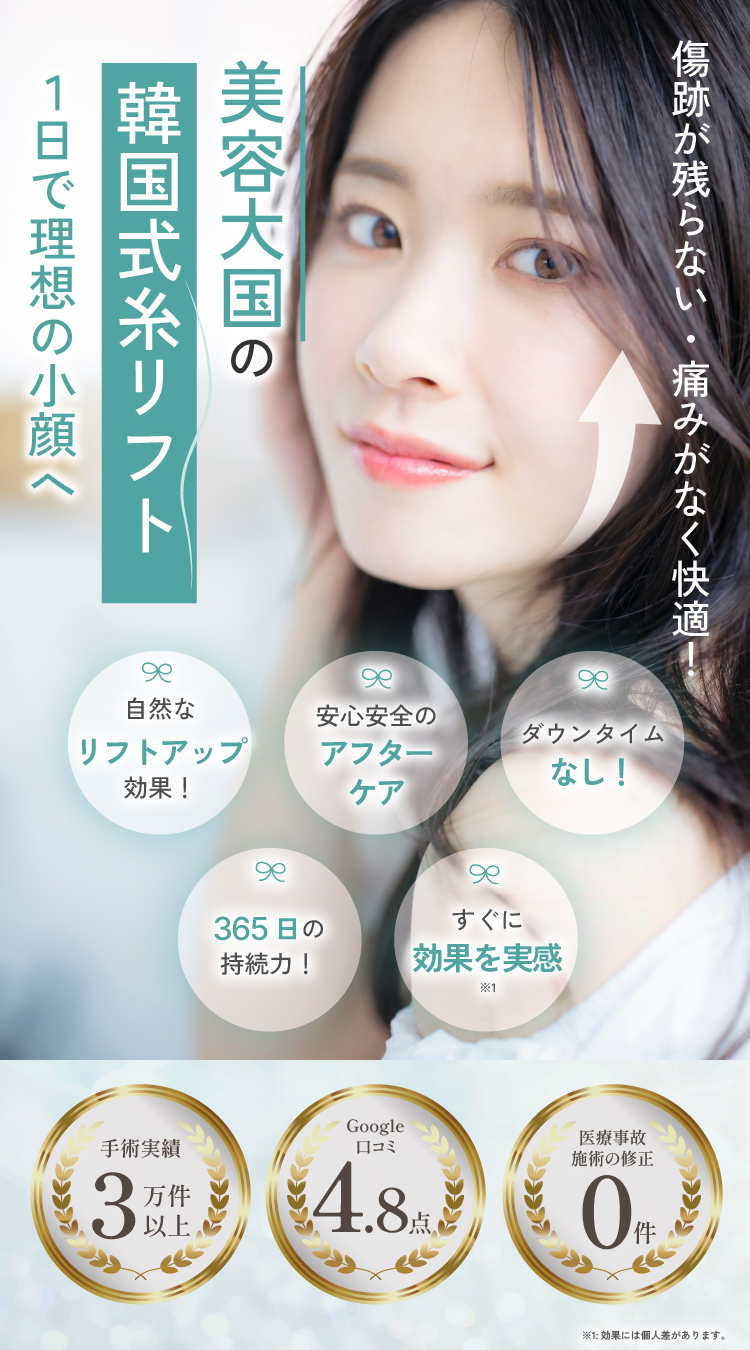 傷跡が残らない・痛みがなく快適！
美容大国の
韓国式糸リフト
1日で理想の小顔へ
自然な
リフトアップ
効果！
安心安全の
アフター
ケア
ダウンタイム
なし！
365日の
持続力！
すぐに
効果を実感
※1
手術実績
3万件
以上
Google
口コミ
4.8点
医療事故
施術の修正
0件
※1: 効果には個人差があります。